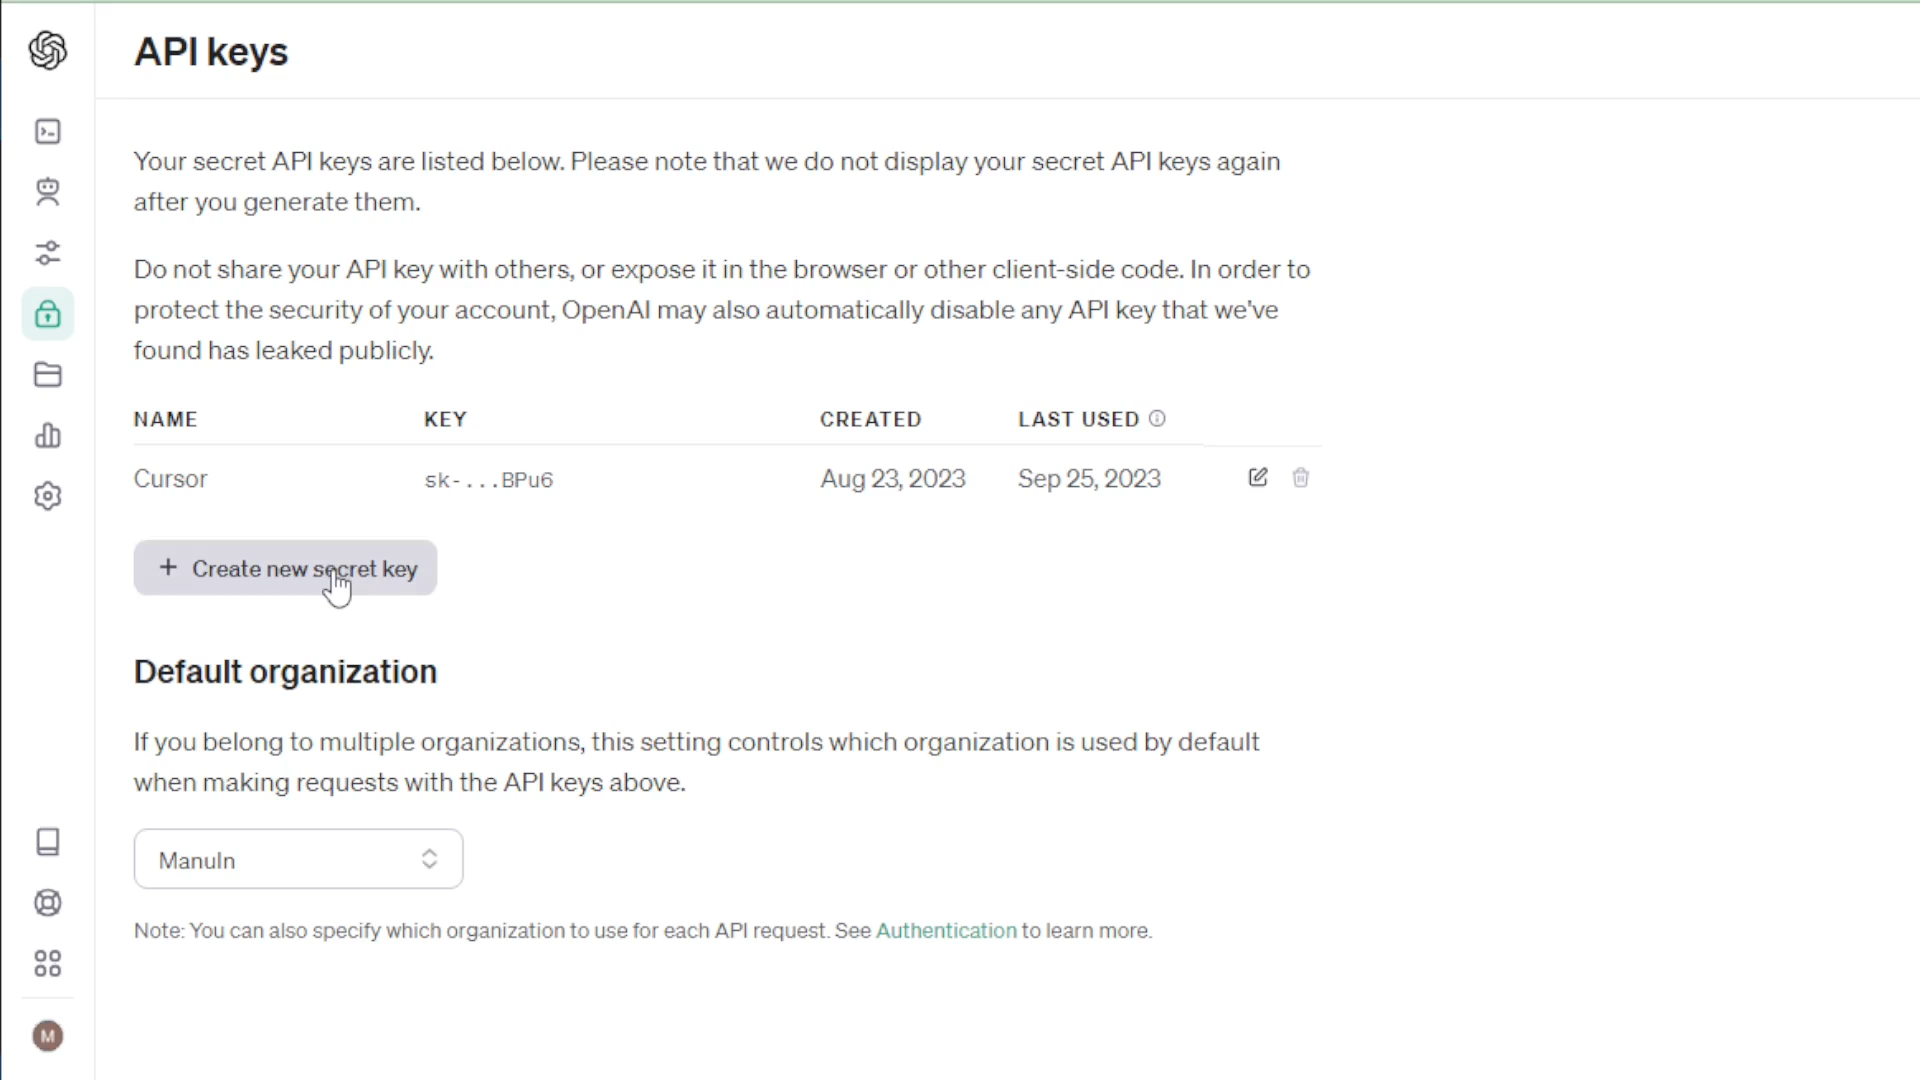 API keys
Your secret API keys are listed below. Please note that we do not display your secret API keys again
after you generate them.
Do not share your API key with others, or expose it in the browser or other client-side code. In order to
protect the security of your account, OpenAI may also automatically disable any API key that we've
found has leaked publicly.
NAME KEY CREATED LAST USED
Cursor sk-...BPu6 Aug 23, 2023 Sep 25, 2023
+ Create new secret key
Default organization
If you belong to multiple organizations, this setting controls which organization is used by default
when making requests with the API keys above.
ManuIn
Note: You can also specify which organization to use for each API request. See Authentication to learn more.
M